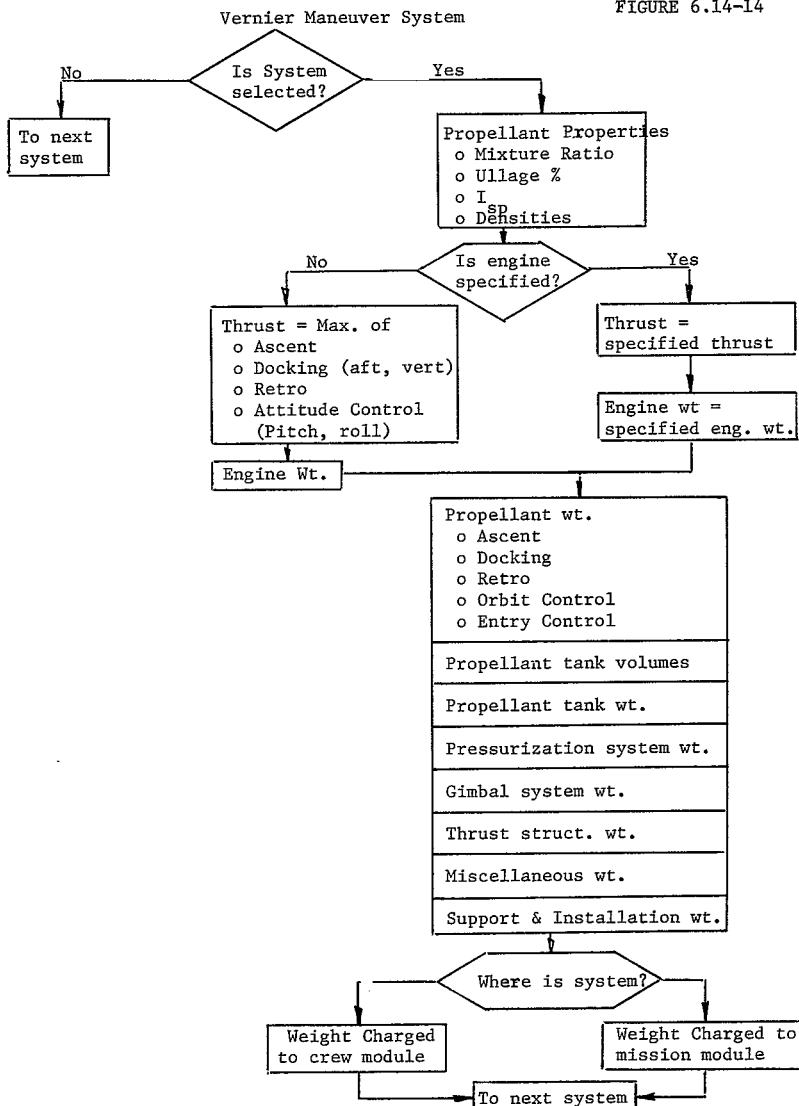 FIGURE 6.14-14
Vernier Maneuver System
Is System
selected?
No
Yes
To next
system
Propellant Properties
o Mixture Ratio
o Ullage %
o Isp
o Densities
Is engine
specified?
No
Yes
Thrust = Max. of
o Ascent
o Docking (aft, vert)
o Retro
o Attitude Control
(Pitch, roll)
Engine Wt.
Thrust =
specified thrust
Engine wt =
specified eng. wt.
Propellant wt.
o Ascent
o Docking
o Retro
o Orbit Control
o Entry Control
Propellant tank volumes
Propellant tank wt.
Pressurization system wt.
Gimbal system wt.
Thrust struct. wt.
Miscellaneous wt.
Support & Installation wt.
Where is system?
Weight Charged
to crew module
Weight Charged to
mission module
To next system